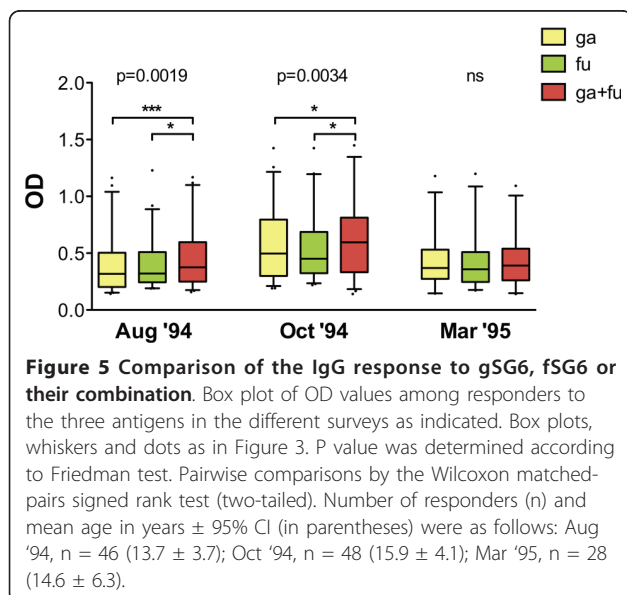 ga
fu
ga+fu
p=0.0019 p=0.0034 ns
*** * * *
2.0
1.5
1.0
0.5
0.0
OD
Aug '94 Oct '94 Mar '95
Figure 5 Comparison of the IgG response to gSG6, fSG6 or
their combination. Box plot of OD values among responders to
the three antigens in the different surveys as indicated. Box plots,
whiskers and dots as in Figure 3. P value was determined according
to Friedman test. Pairwise comparisons by the Wilcoxon matched-
pairs signed rank test (two-tailed). Number of responders (n) and
mean age in years ± 95% CI (in parentheses) were as follows: Aug
‘94, n = 46 (13.7 ± 3.7); Oct ‘94, n = 48 (15.9 ± 4.1); Mar ‘95, n = 28
(14.6 ± 6.3).